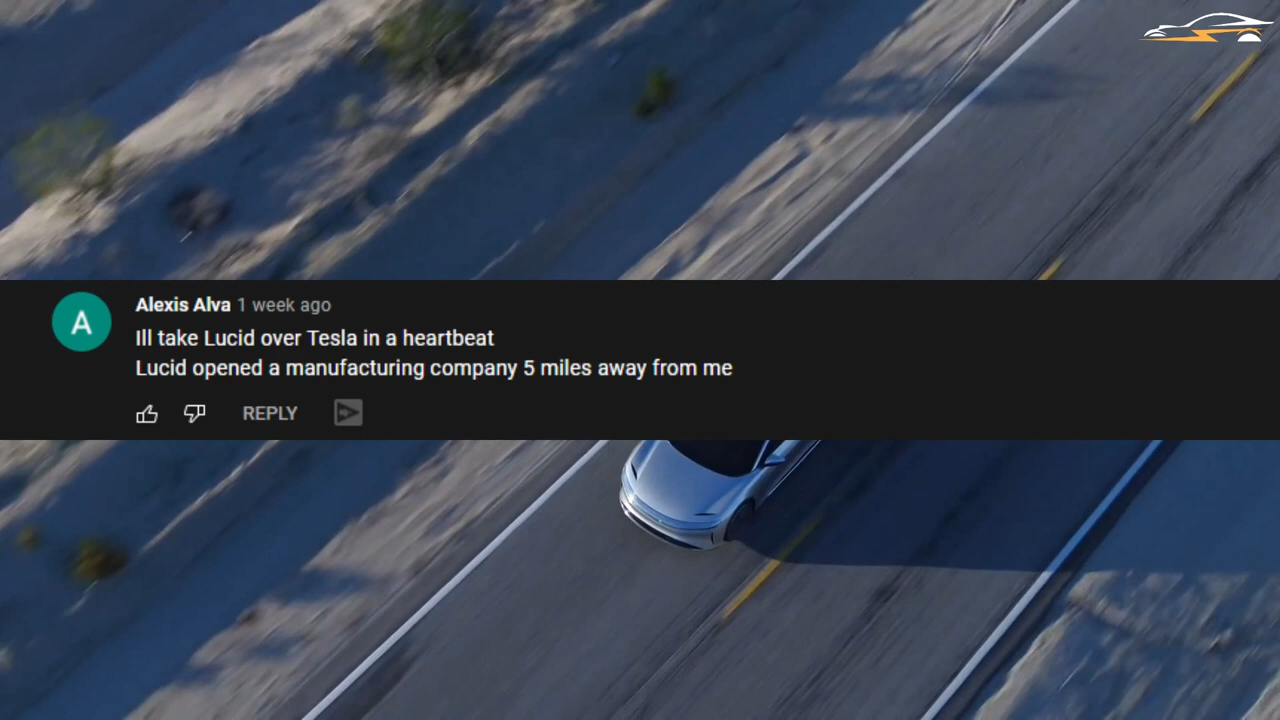 Alexis Alva 1 week ago
Ill take Lucid over Tesla in a heartbeat
Lucid opened a manufacturing company 5 miles away from me
REPLY
A